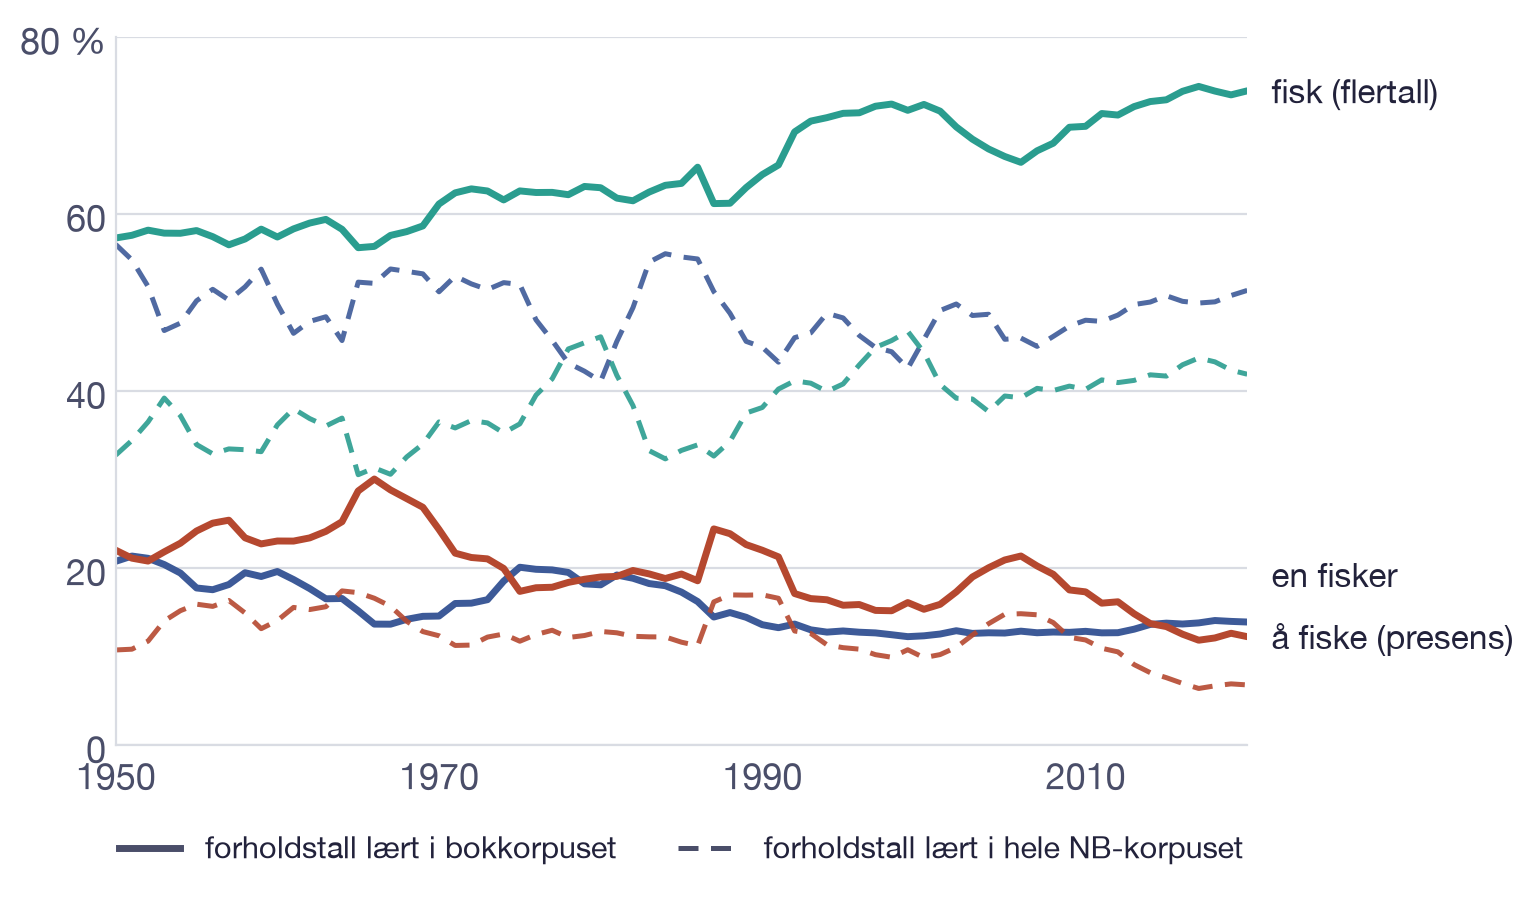 80 %
fisk (flertall)
60
40
20
en fisker
å fiske (presens)
0
1950 1970 1990 2010
forholdstall lært i bokkorpuset forholdstall lært i hele NB-korpuset